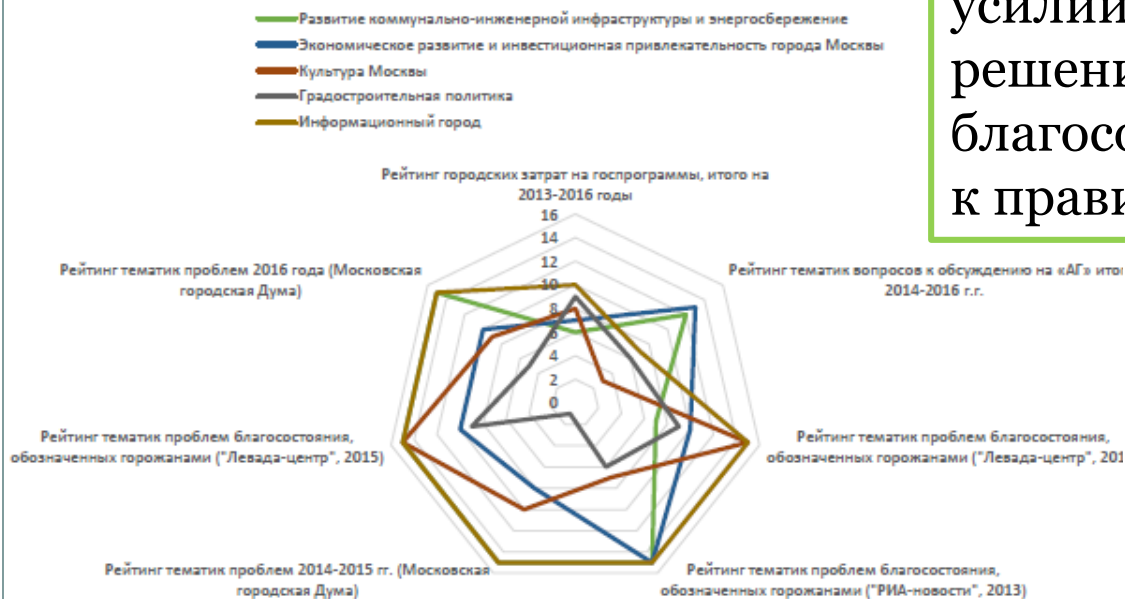 Развитие коммунально-инженерной инфраструктуры и энергосбережение
Экономическое развитие и инвестиционная привлекательность города Москвы
Культура Москвы
Градостроительная политика
Информационный город
усилий
решени
благосо
к прави
Рейтинг городских затрат на госпрограммы, итого на
2013-2016 годы
16
14
12
10
8
6
4
2
0
Рейтинг тематик вопросов к обсуждению на «АГ» ито
2014-2016 г.г.
Рейтинг тематик проблем благосостояния,
обозначенных горожанами ("Левада-центр", 201
Рейтинг тематик проблем благосостояния,
обозначенных горожанами ("РИА-новости", 2013)
Рейтинг тематик проблем 2014-2015 гг. (Московская
городская Дума)
Рейтинг тематик проблем благосостояния,
обозначенных горожанами ("Левада-центр", 2015)
Рейтинг тематик проблем 2016 года (Московская
городская Дума)